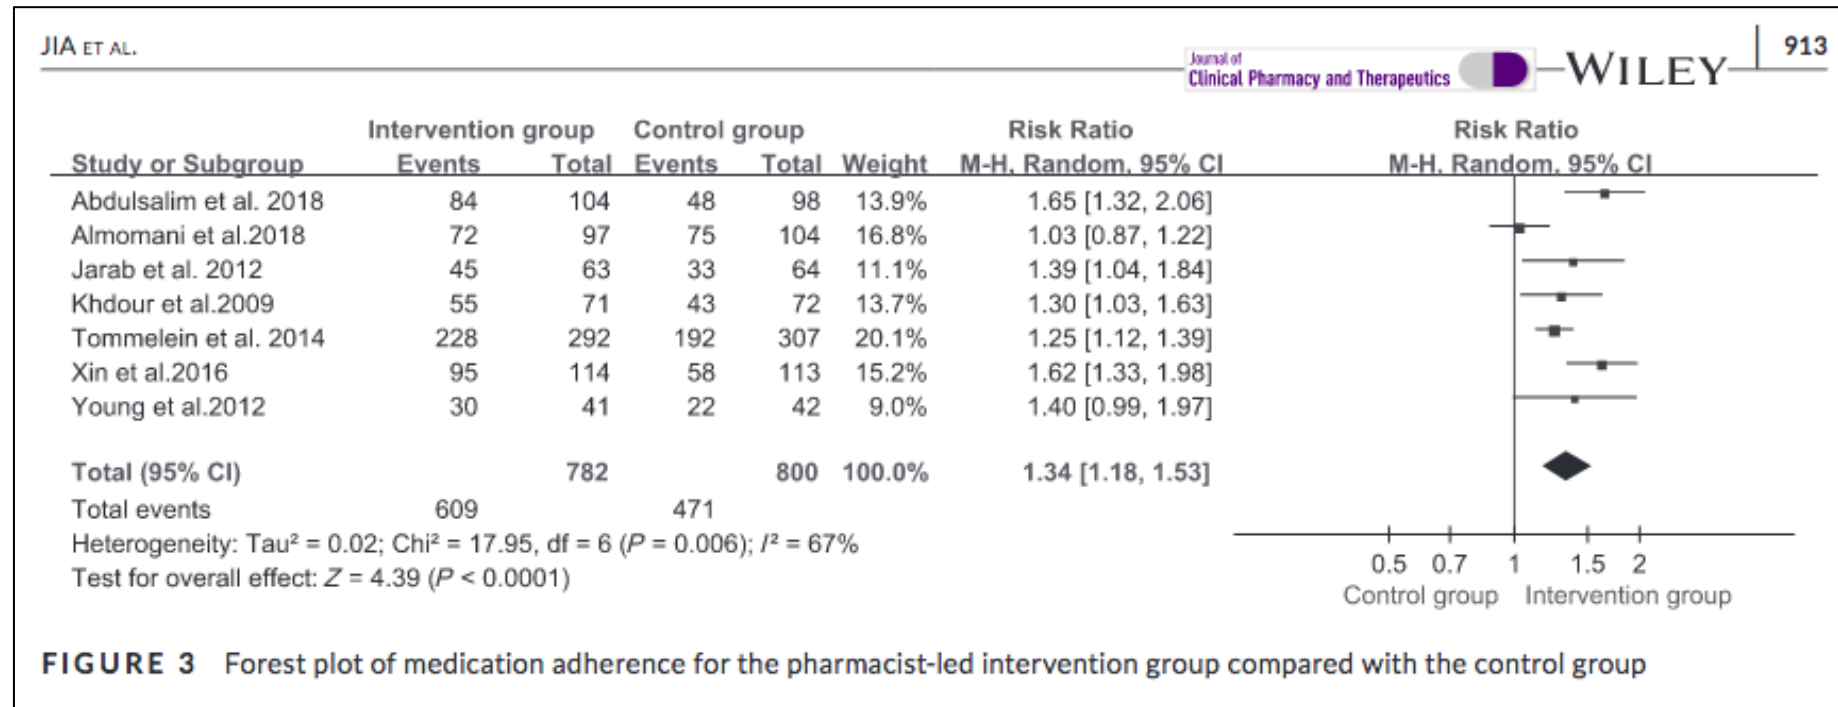 JIA ET AL.
Journal of
Clinical Pharmacy and Therapeutics
WILEY
913
Intervention group Control group Risk Ratio Risk Ratio
Study or Subgroup Events Total Events Total Weight M-H, Random, 95% CI M-H, Random, 95% CI
Abdulsalim et al. 2018 84 104 48 98 13.9% 1.65 [1.32, 2.06]
Almomani et al.2018 72 97 75 104 16.8% 1.03 [0.87, 1.22]
Jarab et al. 2012 45 63 33 64 11.1% 1.39 [1.04, 1.84]
Khdour et al.2009 55 71 43 72 13.7% 1.30 [1.03, 1.63]
Tommelein et al. 2014 228 292 192 307 20.1% 1.25 [1.12, 1.39]
Xin et al.2016 95 114 58 113 15.2% 1.62 [1.33, 1.98]
Young et al.2012 30 41 22 42 9.0% 1.40 [0.99, 1.97]
Total (95% CI) 782 800 100.0% 1.34 [1.18, 1.53]
Total events 609 471
Heterogeneity: Tau² = 0.02; Chi² = 17.95, df = 6 (P = 0.006); I² = 67%
Test for overall effect: Z = 4.39 (P < 0.0001)
0.5 0.7 1 1.5 2
Control group Intervention group
FIGURE 3 Forest plot of medication adherence for the pharmacist-led intervention group compared with the control group